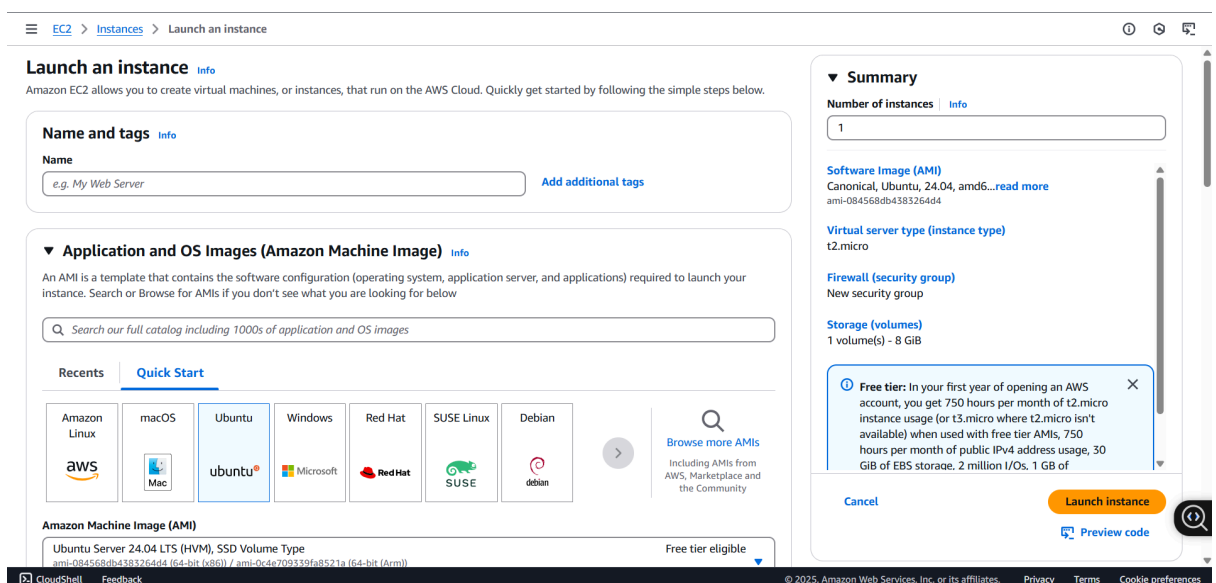 EC2 > Instances > Launch an instance
Launch an instance Info
Amazon EC2 allows you to create virtual machines, or instances, that run on the AWS Cloud. Quickly get started by following the simple steps below.
Name and tags Info
Name
e.g. My Web Server
Add additional tags
Application and OS Images (Amazon Machine Image) Info
An AMI is a template that contains the software configuration (operating system, application server, and applications) required to launch your
instance. Search or Browse for AMIs if you don't see what you are looking for below
Search our full catalog including 1000s of application and OS images
Recents
Quick Start
Amazon
Linux
aws
macOS
Mac
Ubuntu
ubuntu®
Windows
Microsoft
Red Hat
Red Hat
SUSE Linux
SUSE
Debian
debian
Browse more AMIs
Including AMIs from
AWS, Marketplace and
the Community
Amazon Machine Image (AMI)
Ubuntu Server 24.04 LTS (HVM), SSD Volume Type
Free tier eligible
ami-084568db4383264d4 (64-bit (x86)) / ami-0c4e709339fa8521a (64-bit (Arm))
Summary
Number of instances Info
1
Software Image (AMI)
Canonical, Ubuntu, 24.04, amd6...read more
ami-084568db4383264d4
Virtual server type (instance type)
t2.micro
Firewall (security group)
New security group
Storage (volumes)
1 volume(s) - 8 GiB
Free tier: In your first year of opening an AWS
account, you get 750 hours per month of t2.micro
instance usage (or t3.micro where t2.micro isn't
available) when used with free tier AMIs, 750
hours per month of public IPv4 address usage, 30
GiB of EBS storage, 2 million I/Os, 1 GB of
Cancel
Launch instance
Preview code
CloudShell Feedback
© 2025, Amazon Web Services, Inc. or its affiliates. Privacy Terms Cookie preferences